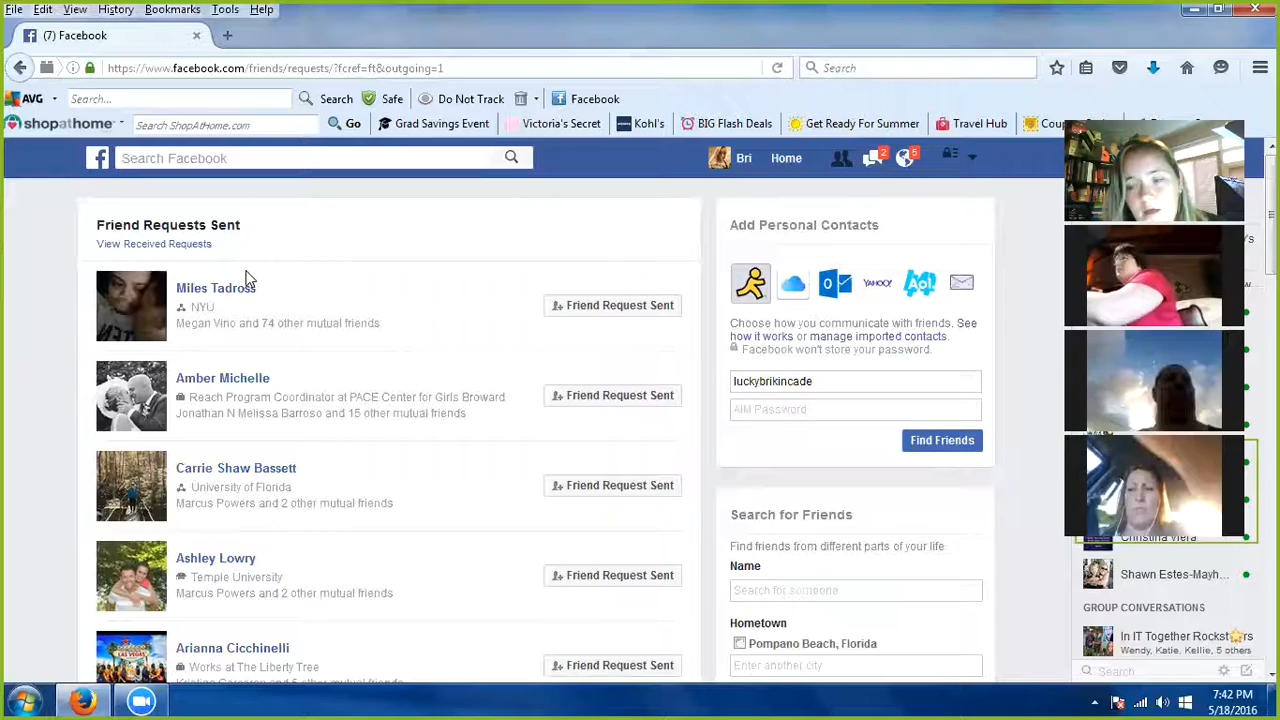 File Edit View History Bookmarks Tools Help
(7) Facebook
https://www.facebook.com/friends/requests/?fcref=ft&outgoing=1
Search
AVG Search... Search Safe Do Not Track Facebook
shopathome Search ShopAtHome.com Go Grad Savings Event Victoria's Secret Kohl's BIG Flash Deals Get Ready For Summer Travel Hub
Search Facebook
Bri Home 2 5
Friend Requests Sent
View Received Requests
Miles Tadross
NYU
Megan Vino and 74 other mutual friends
Friend Request Sent
Amber Michelle
Reach Program Coordinator at PACE Center for Girls Broward
Jonathan N Melissa Barroso and 15 other mutual friends
Friend Request Sent
Carrie Shaw Bassett
University of Florida
Marcus Powers and 2 other mutual friends
Friend Request Sent
Ashley Lowry
Temple University
Marcus Powers and 2 other mutual friends
Friend Request Sent
Arianna Cicchinelli
Works at The Liberty Tree
Friend Request Sent
Add Personal Contacts
YAHOO!
Aol.
Choose how you communicate with friends. See
how it works or manage imported contacts.
Facebook won't store your password.
luckybrikincade
AIM Password
Find Friends
Search for Friends
Find friends from different parts of your life
Name
Search for someone
Hometown
Pompano Beach, Florida
Enter another city
Christina Viera
Shawn Estes-Mayh...
GROUP CONVERSATIONS
In IT Together Rockst rs
Wendy, Katie, Kellie, 5 others
Search
7:42 PM
5/18/2016